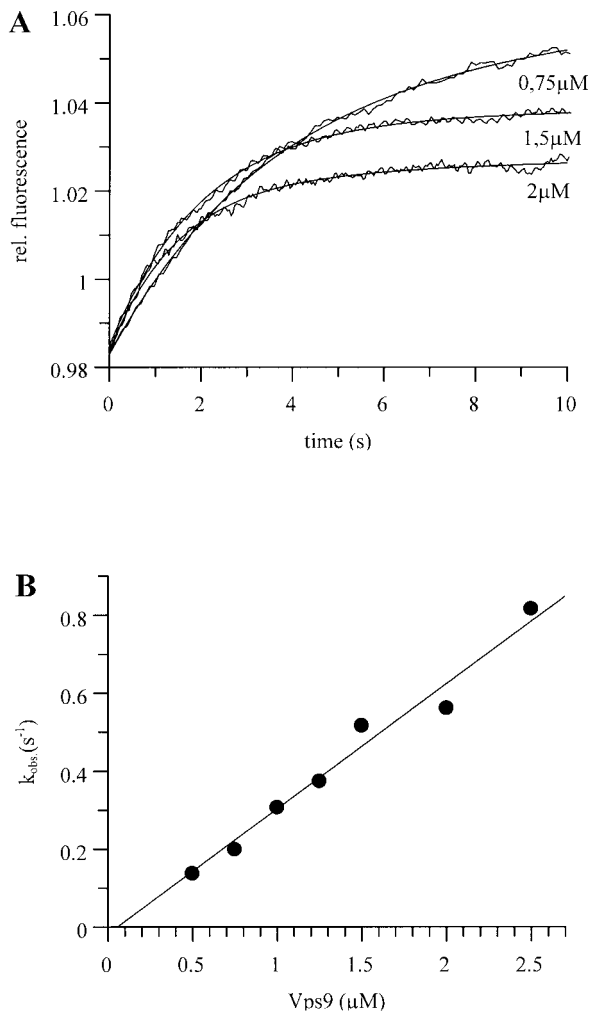 A
1.06
1.04
1.02
1
0.98
rel. fluorescence
0,75μM
1,5μM
2μM
0 2 4 6 8 10
time (s)
B
0.8
0.6
0.4
0.2
0
kobs.(s-1)
0 0.5 1 1.5 2 2.5
Vps9 (μM)